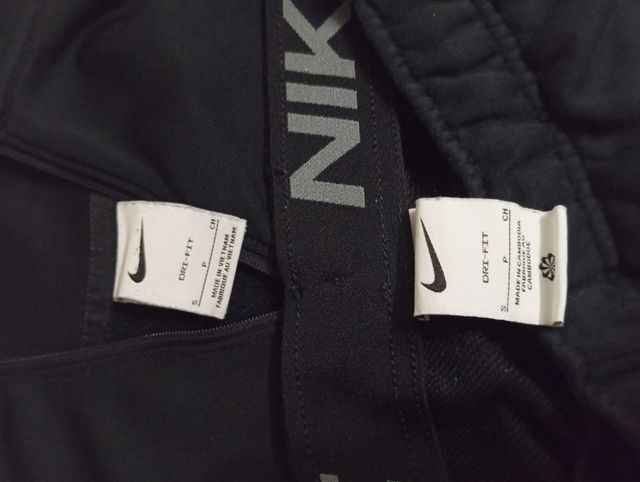 NIK
DRI-FIT
S P CH
MADE IN VIETNAM
FABRIQUÉ AU VIETNAM
DRI-FIT
S P CH
MADE IN CAMBODIA
FABRIQUÉ AU
CAMBODGE